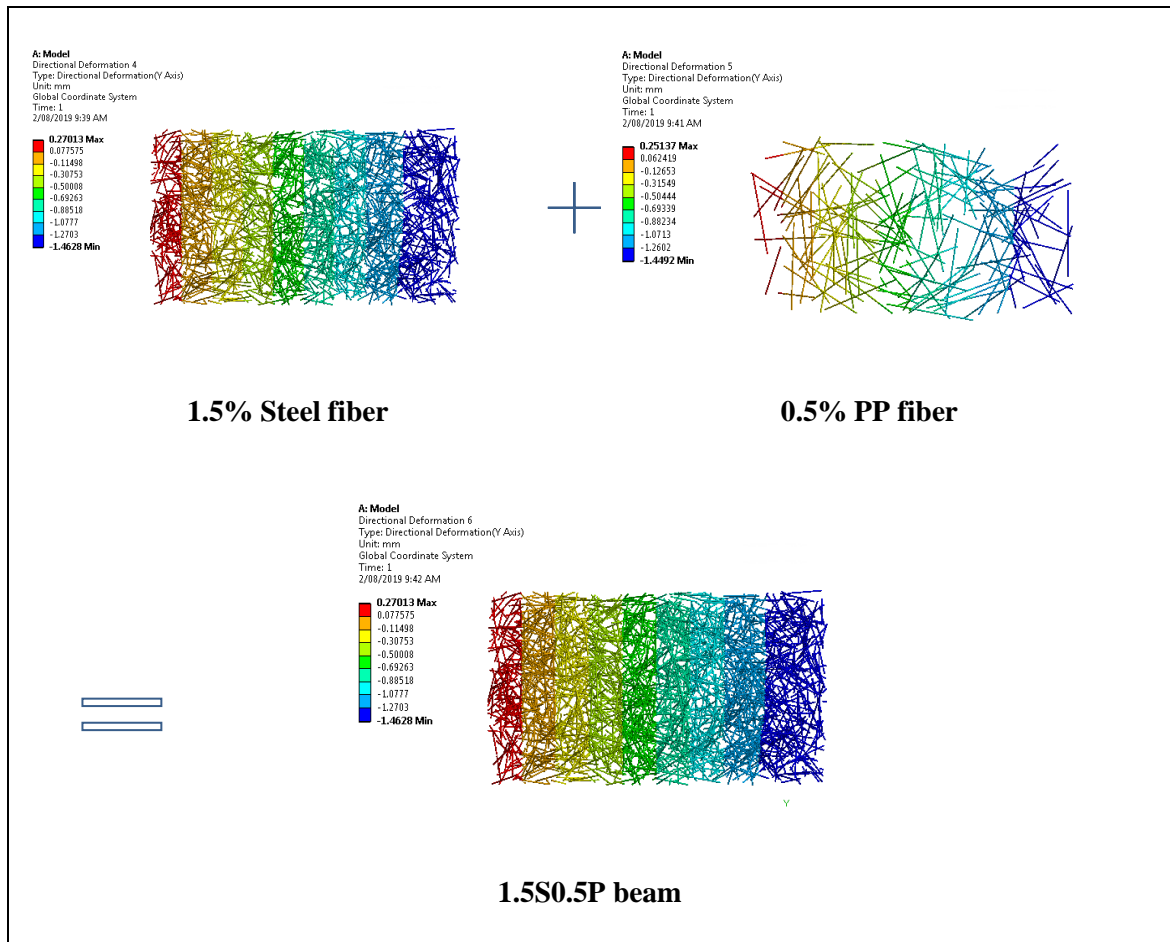 A: Model
Directional Deformation 4
Type: Directional Deformation(Y Axis)
Unit: mm
Global Coordinate System
Time: 1
2/08/2019 9:39 AM
0.27013 Max
0.077575
-0.11498
-0.30753
-0.50008
-0.69263
-0.88518
-1.0777
-1.2703
-1.4628 Min
A: Model
Directional Deformation 5
Type: Directional Deformation(Y Axis)
Unit: mm
Global Coordinate System
Time: 1
2/08/2019 9:41 AM
0.25137 Max
0.062419
-0.12653
-0.31549
-0.50444
-0.69339
-0.88234
-1.0713
-1.2602
-1.4492 Min
1.5% Steel fiber
0.5% PP fiber
A: Model
Directional Deformation 6
Type: Directional Deformation(Y Axis)
Unit: mm
Global Coordinate System
Time: 1
2/08/2019 9:42 AM
0.27013 Max
0.077575
-0.11498
-0.30753
-0.50008
-0.69263
-0.88518
-1.0777
-1.2703
-1.4628 Min
Y
1.5S0.5P beam